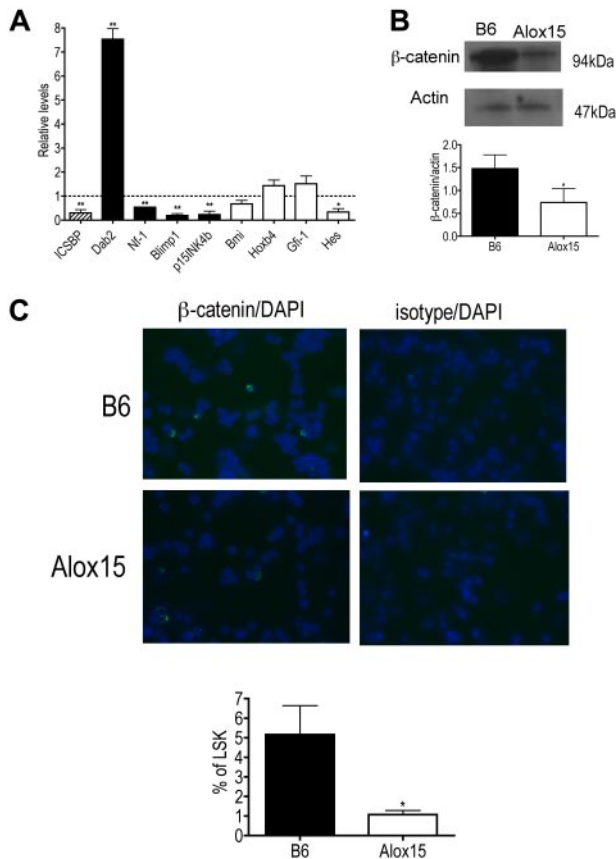 A
Relative levels
8
7
6
5
4
3
2
1
0
**
**
**
**
**
*
ICSBP
Dab2
Nf-1
Blimp1
p15INK4b
Bmi
Hoxb4
Gfi-1
Hes
B
B6 Alox15
β-catenin 94kDa
Actin 47kDa
β-catenin/actin
2.0
1.5
1.0
0.5
0.0
*
B6 Alox15
C
β-catenin/DAPI isotype/DAPI
B6
Alox15
% of LSK
7
6
5
4
3
2
1
0
*
B6 Alox15